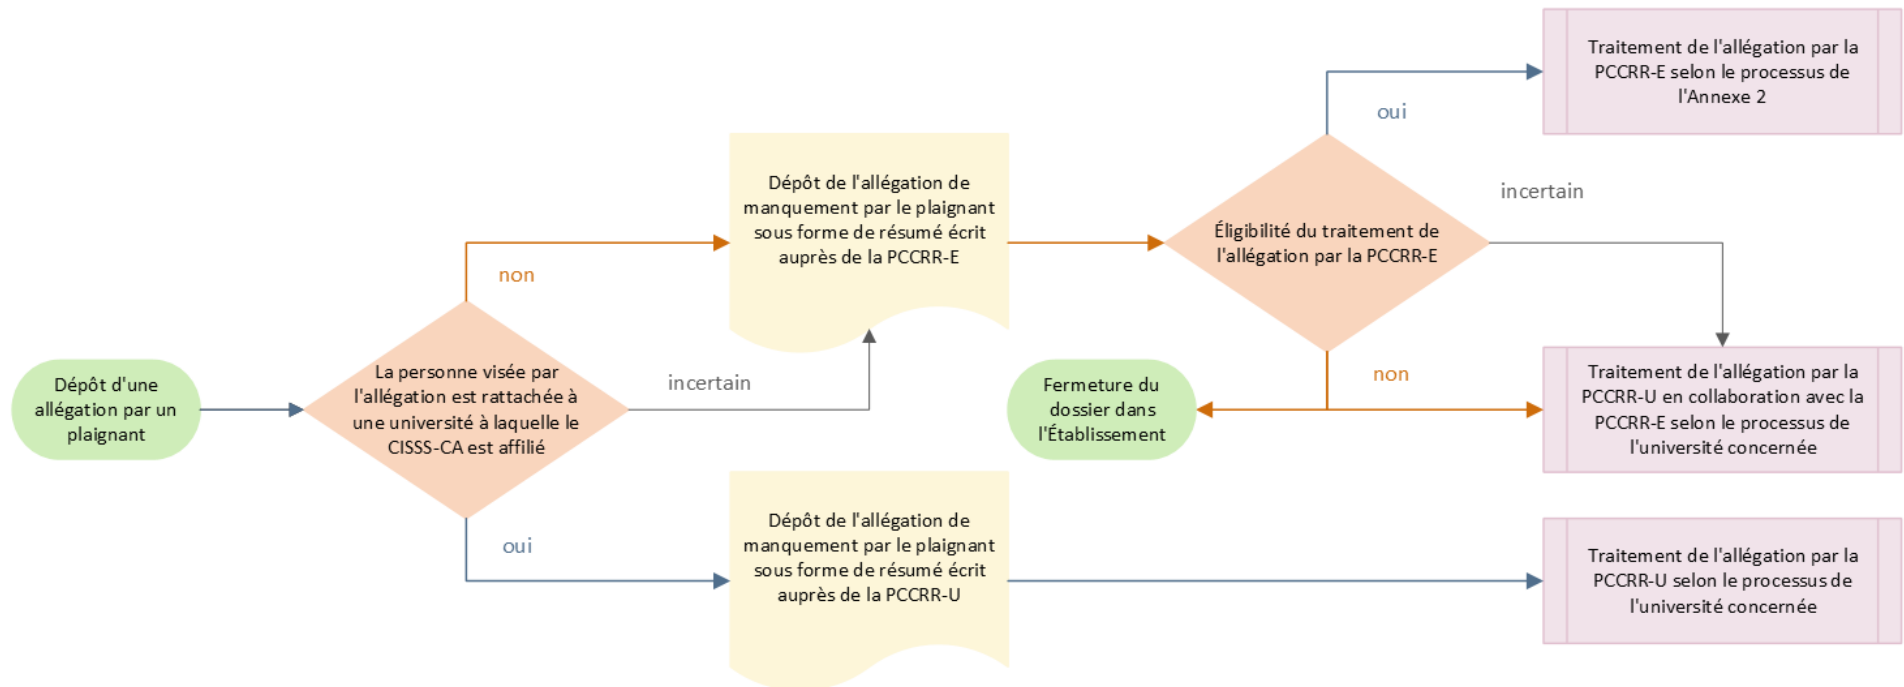 Dépôt d'une
allégation par un
plaignant
La personne visée par
l'allégation est rattachée à
une université à laquelle le
CISSS-CA est affilié
non
incertain
oui
Dépôt de l'allégation de
manquement par le plaignant
sous forme de résumé écrit
auprès de la PCCRR-E
Dépôt de l'allégation de
manquement par le plaignant
sous forme de résumé écrit
auprès de la PCCRR-U
Éligibilité du traitement de
l'allégation par la PCCRR-E
oui
incertain
non
Fermeture du
dossier dans
l'Établissement
Traitement de l'allégation par la
PCCRR-E selon le processus de
l'Annexe 2
Traitement de l'allégation par la
PCCRR-U en collaboration avec la
PCCRR-E selon le processus de
l'université concernée
Traitement de l'allégation par la
PCCRR-U selon le processus de
l'université concernée